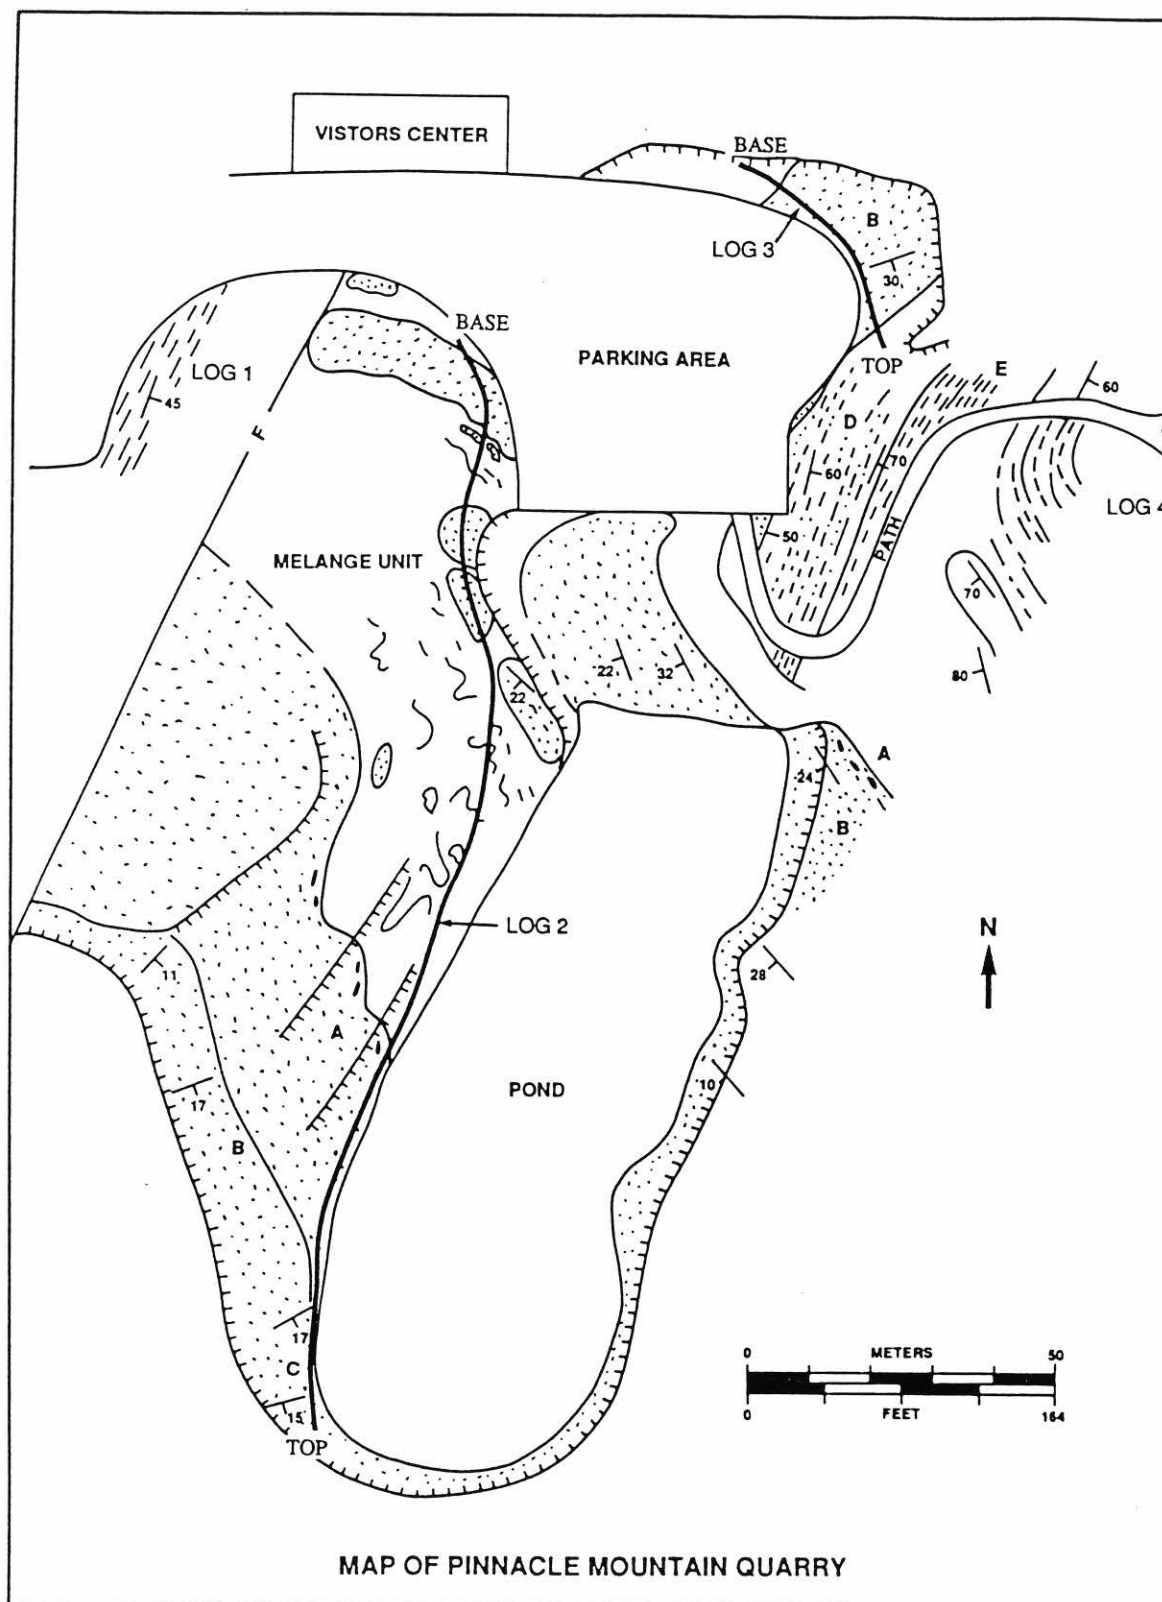 VISTORS CENTER
BASE
B
LOG 3
30
BASE
PARKING AREA
TOP
E
LOG 1
60
45
F
D
70
60
LOG 4
50
PATH
MELANGE UNIT
70
22
32
80
22
A
24
B
LOG 2
N
11
28
A
10
POND
17
B
17
C
0
METERS
50
15
0
FEET
164
TOP
MAP OF PINNACLE MOUNTAIN QUARRY